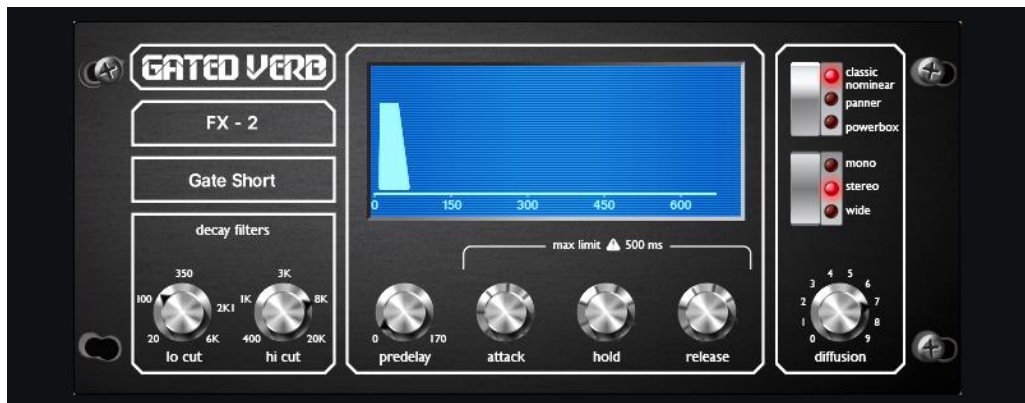 GATED VERB
FX - 2
Gate Short
decay filters
350
100
2K1
20
6K
lo cut
3K
1K
8K
400
20K
hi cut
0 150 300 450 600
max limit 500 ms
0 170
predelay
attack
hold
release
classic
nominear
panner
powerbox
mono
stereo
wide
4 5
3 6
2 7
1 8
0 9
diffusion